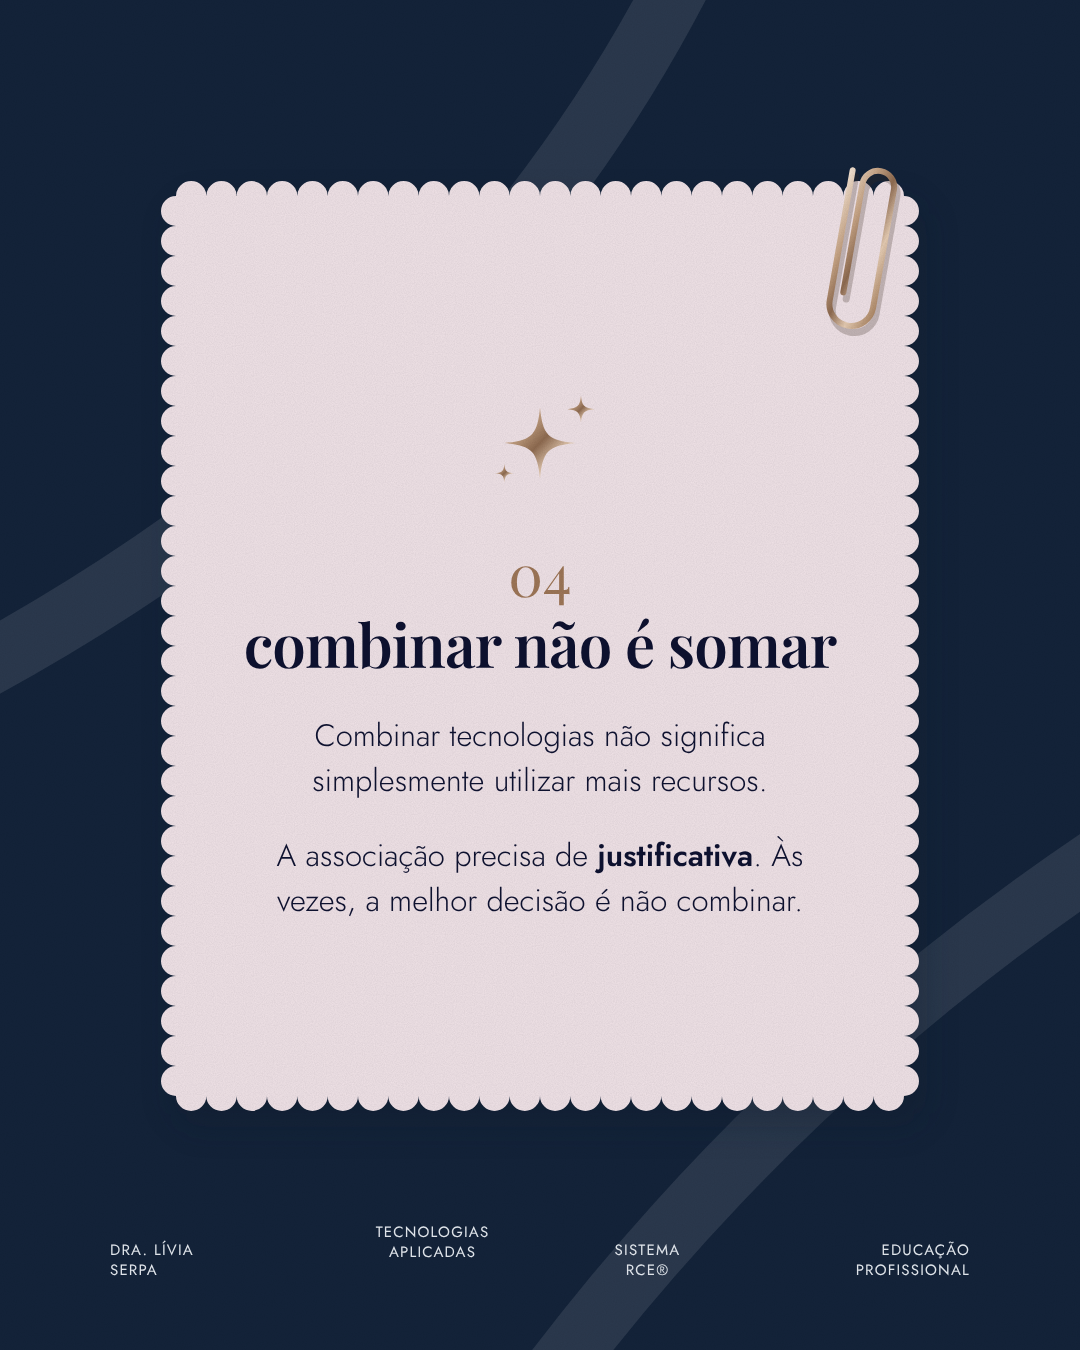 04
combinar não é somar
Combinar tecnologias não significa
simplesmente utilizar mais recursos.
A associação precisa de justificativa. Às
vezes, a melhor decisão é não combinar.
DRA. LÍVIA
SERPA
TECNOLOGIAS
APLICADAS
SISTEMA
RCE®
EDUCAÇÃO
PROFISSIONAL